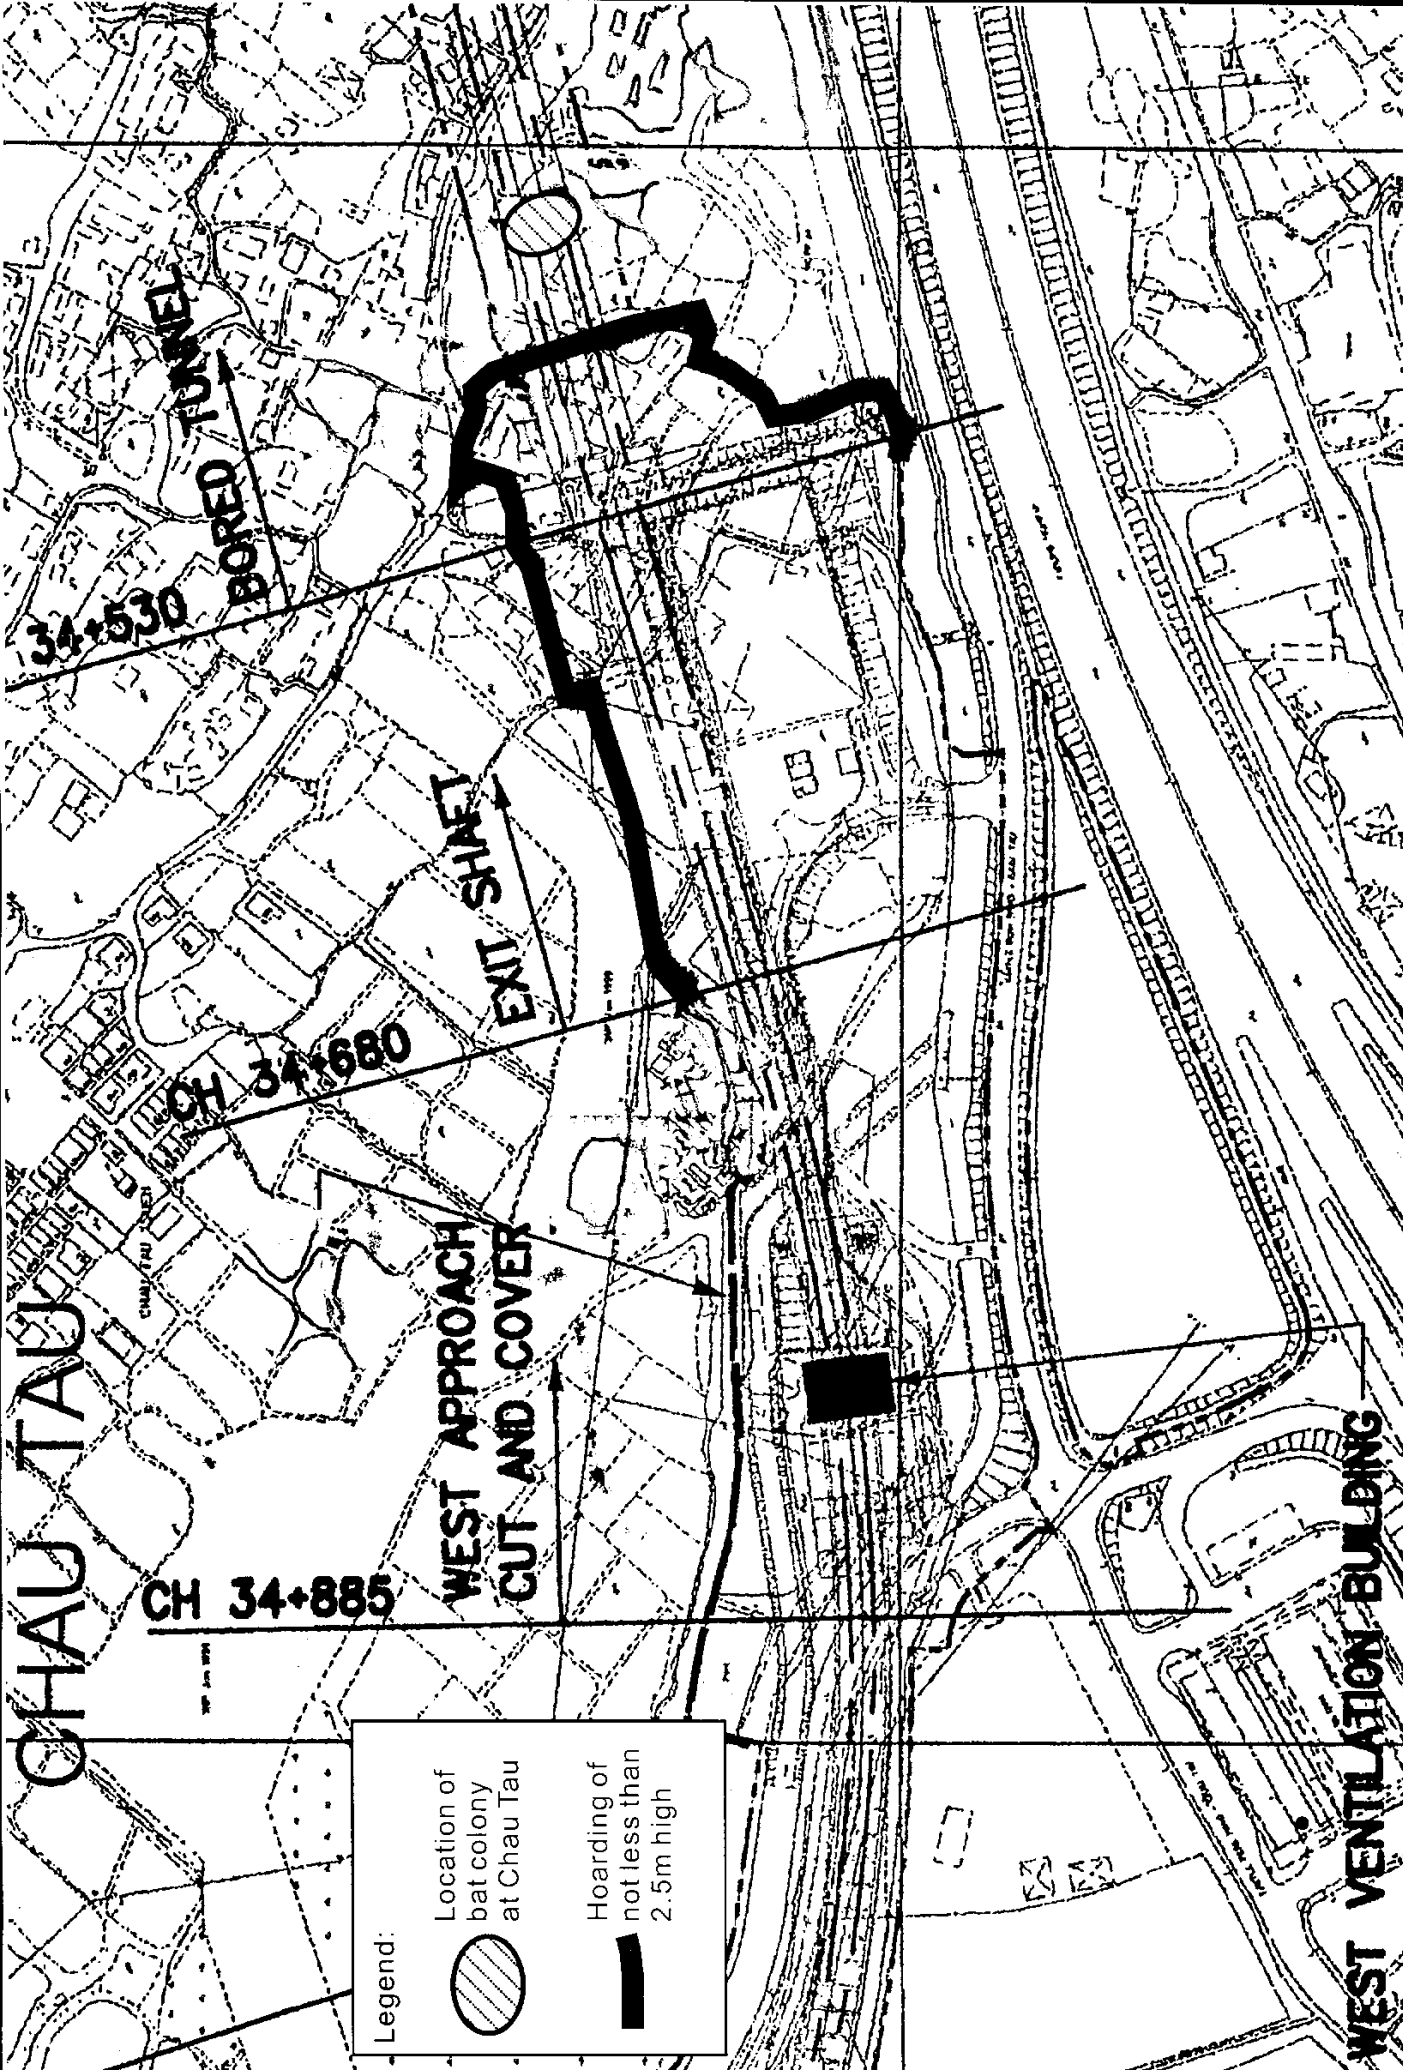 CHAU TAU
34+530
BORED TUNNEL
EXIT SHAFT
CH 34+680
WEST APPROACH
CUT AND COVER
CH 34+885
WEST VENTILATION BUILDING
Legend:
Location of
bat colony
at Chau Tau
Hoarding of
not less than
2.5m high